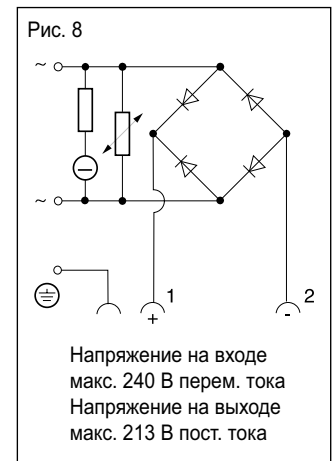 Рис. 8
~
~
1
2
+
-
Напряжение на входе
макс. 240 В перем. тока
Напряжение на выходе
макс. 213 В пост. тока